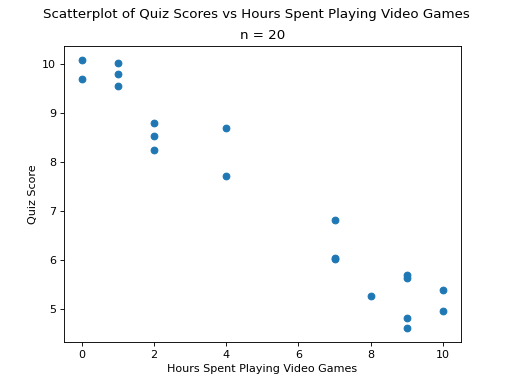 Scatterplot of Quiz Scores vs Hours Spent Playing Video Games
n = 20
10
9
8
7
6
5
Quiz Score
0 2 4 6 8 10
Hours Spent Playing Video Games